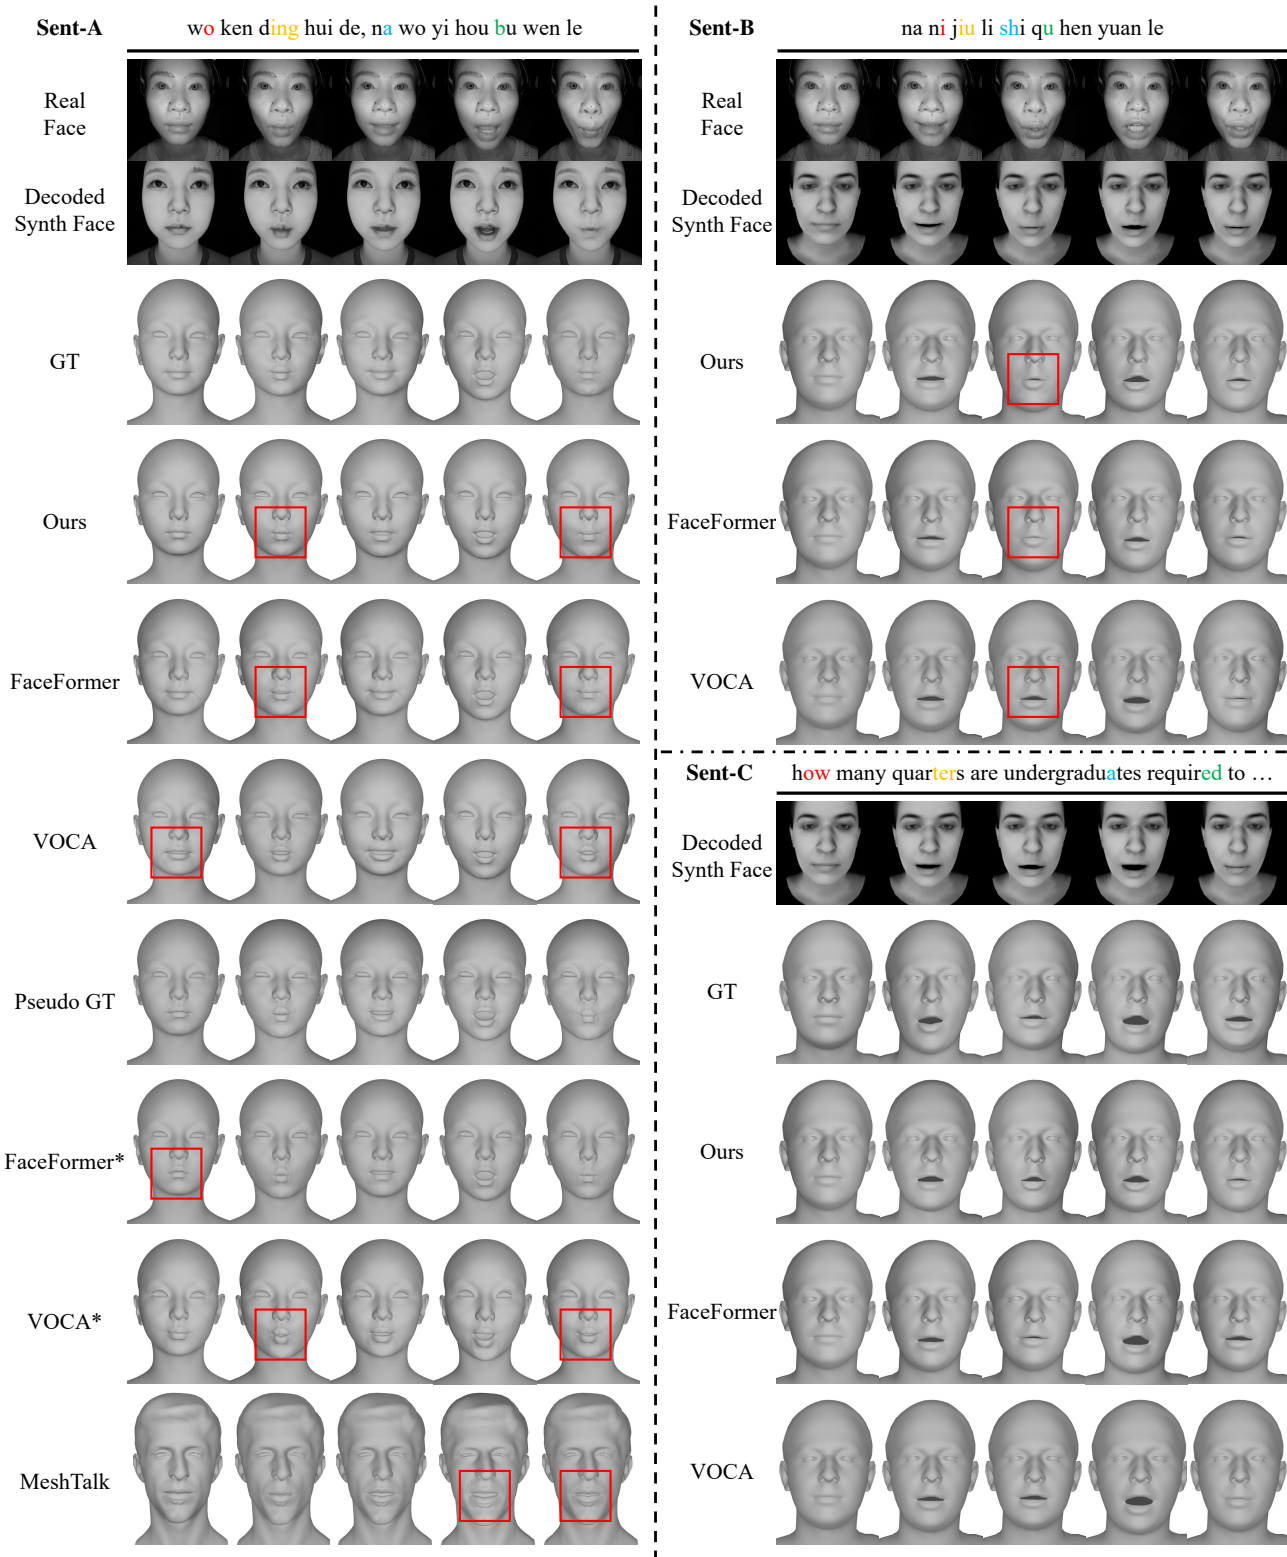 Sent-A
wo ken ding hui de, na wo yi hou bu wen le
Real
Face
Decoded
Synth Face
GT
Ours
FaceFormer
VOCA
Pseudo GT
FaceFormer*
VOCA*
MeshTalk
Sent-B
na ni jiu li shi qu hen yuan le
Real
Face
Decoded
Synth Face
Ours
FaceFormer
VOCA
Sent-C
how many quarters are undergraduates required to …
Decoded
Synth Face
GT
Ours
FaceFormer
VOCA